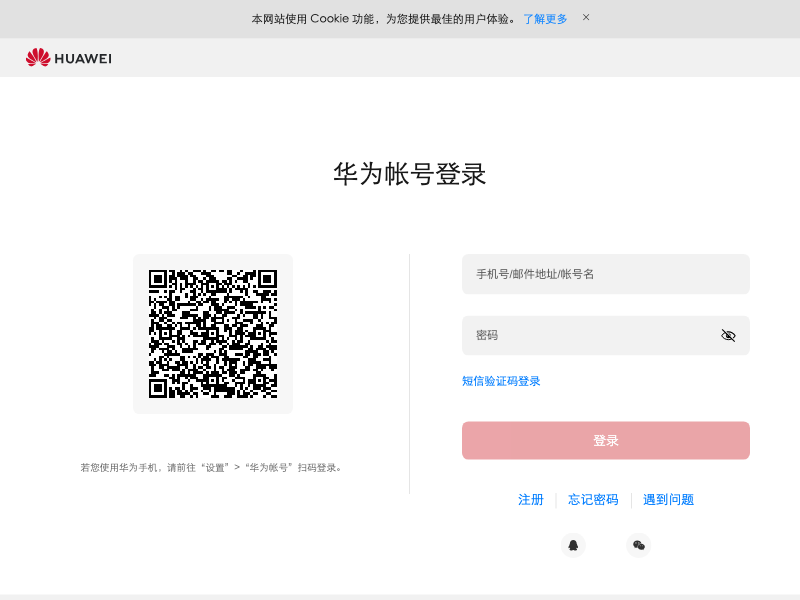 本网站使用 Cookie 功能，为您提供最佳的用户体验。 了解更多 ×
HUAWEI
华为帐号登录
手机号/邮件地址/帐号名
密码
短信验证码登录
登录
若您使用华为手机，请前往“设置” > “华为帐号” 扫码登录。
注册 | 忘记密码 | 遇到问题